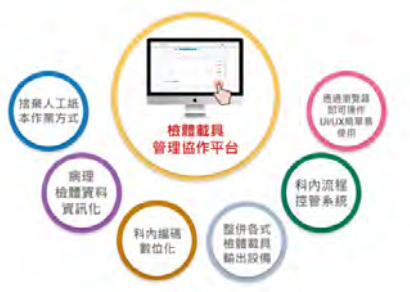 檢體載具
管理協作平台
捨棄人工紙
本作業方式
病理
檢體資料
資訊化
科內編碼
數位化
整併各式
檢體載具
輸出設備
科內流程
控管系統
透過瀏覽器
即可操作
UI/UX簡單易
使用